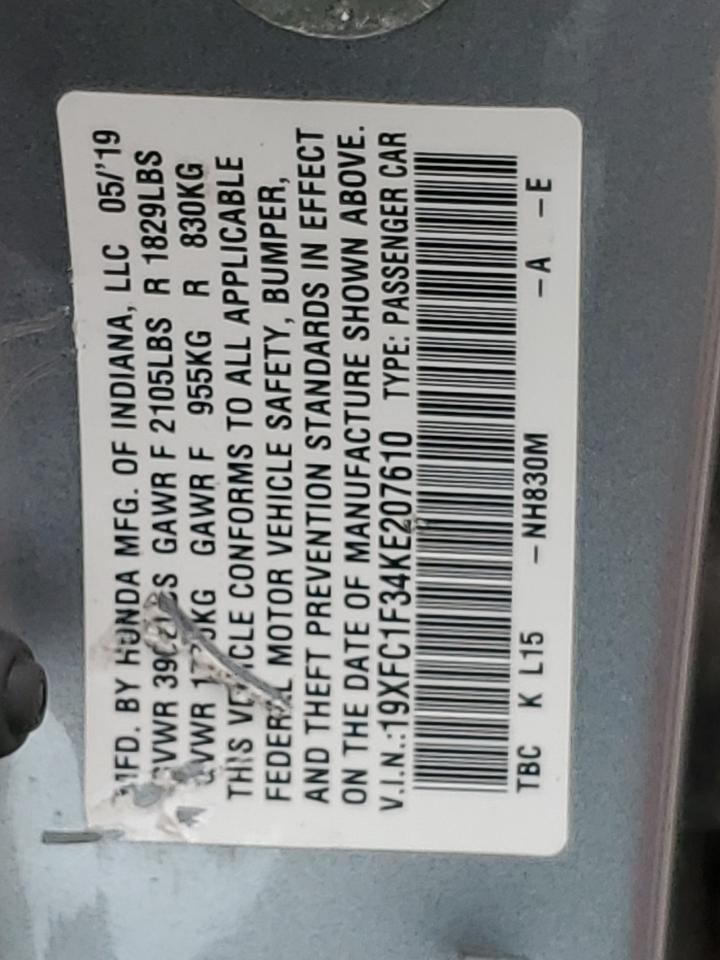 BY HONDA MFG. OF INDIANA, LLC 05/'19
GAWR F 2105LBS R 1829LBS
GAWR F 955KG R 830KG
THIS CONFORMS TO ALL APPLICABLE
FEDERAL MOTOR VEHICLE SAFETY, BUMPER,
AND THEFT PREVENTION STANDARDS IN EFFECT
ON THE DATE OF MANUFACTURE SHOWN ABOVE.
V.I.N.:19XFC1F34KE207610 TYPE: PASSENGER CAR
TBC K L15 -NH830M -A -E